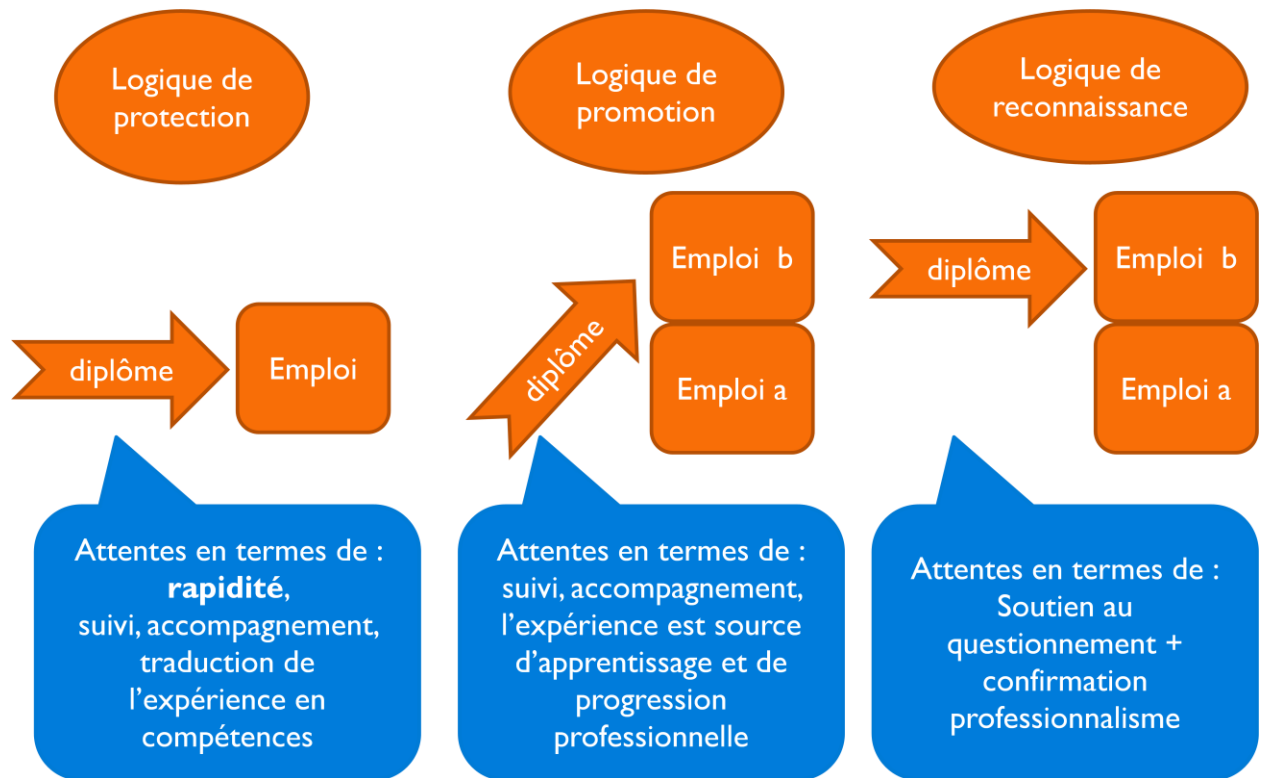 Logique de
protection
Logique de
promotion
Logique de
reconnaissance
diplôme
Emploi
diplôme
Emploi b
Emploi a
diplôme
Emploi b
Emploi a
Attentes en termes de :
rapidité,
suivi, accompagnement,
traduction de
l’expérience en
compétences
Attentes en termes de :
suivi, accompagnement,
l’expérience est source
d’apprentissage et de
progression
professionnelle
Attentes en termes de :
Soutien au
questionnement +
confirmation
professionnalisme